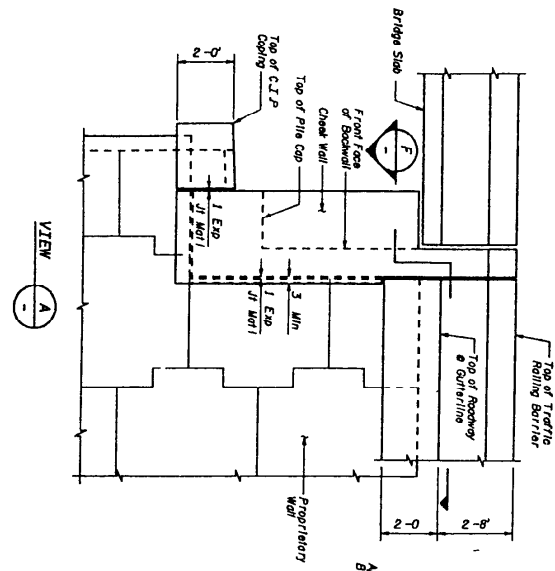 Bridge Slab
Front Face
of Backwall
Cheek Wall
Top of Pile Cap
Top of C.I.P
Coping
2-0'
F
-
1 Exp
Jt Mat'l
3 Min
1 Exp
Jt Mat'l
Top of Traffic
Railing Barrier
Top of Roadway
@ Gutterline
2-0
2-8'
Proprietary
Wall
VIEW
A
-
A
B